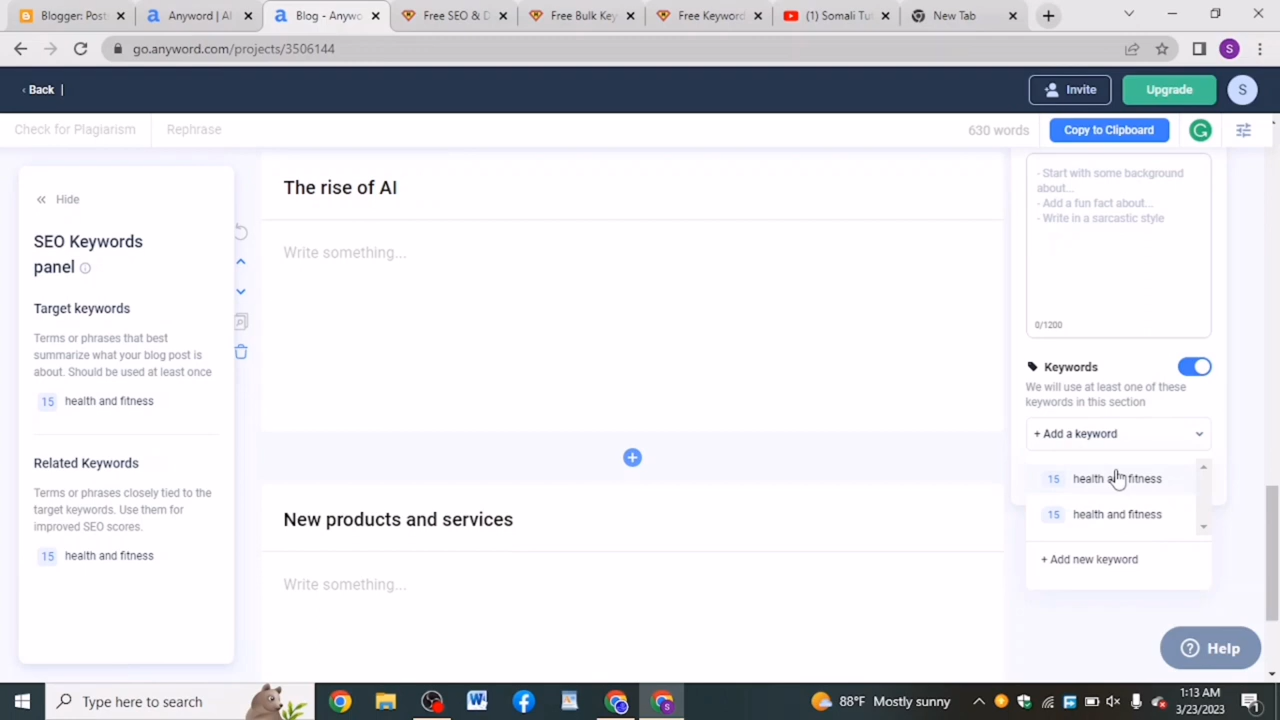 Blogger: Post
Anyword | AI
Blog - Anywo
Free SEO & D
Free Bulk Key
Free Keyword
(1) Somali Tut
New Tab
go.anyword.com/projects/3506144
S
‹ Back |
Invite
Upgrade
S
Check for Plagiarism
Rephrase
630 words
Copy to Clipboard
« Hide
SEO Keywords
panel
Target keywords
Terms or phrases that best
summarize what your blog post is
about. Should be used at least once
15 health and fitness
Related Keywords
Terms or phrases closely tied to the
target keywords. Use them for
improved SEO scores.
15 health and fitness
The rise of AI
Write something...
New products and services
Write something...
- Start with some background
about...
- Add a fun fact about...
- Write in a sarcastic style
0/1200
Keywords
We will use at least one of these
keywords in this section
+ Add a keyword
15 health and fitness
15 health and fitness
+ Add new keyword
Help
Type here to search
88°F Mostly sunny
1:13 AM
3/23/2023